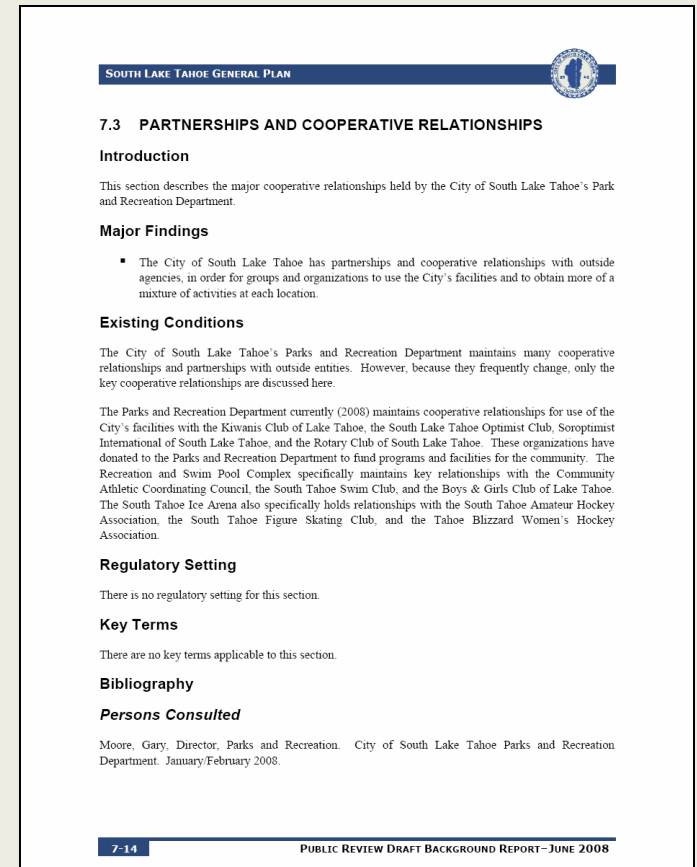 SOUTH LAKE TAHOE GENERAL PLAN
7.3 PARTNERSHIPS AND COOPERATIVE RELATIONSHIPS
Introduction
This section describes the major cooperative relationships held by the City of South Lake Tahoe's Park
and Recreation Department.
Major Findings
▪ The City of South Lake Tahoe has partnerships and cooperative relationships with outside
agencies, in order for groups and organizations to use the City's facilities and to obtain more of a
mixture of activities at each location.
Existing Conditions
The City of South Lake Tahoe's Parks and Recreation Department maintains many cooperative
relationships and partnerships with outside entities. However, because they frequently change, only the
key cooperative relationships are discussed here.
The Parks and Recreation Department currently (2008) maintains cooperative relationships for use of the
City's facilities with the Kiwanis Club of Lake Tahoe, the South Lake Tahoe Optimist Club, Soroptimist
International of South Lake Tahoe, and the Rotary Club of South Lake Tahoe. These organizations have
donated to the Parks and Recreation Department to fund programs and facilities for the community. The
Recreation and Swim Pool Complex specifically maintains key relationships with the Community
Athletic Coordinating Council, the South Tahoe Swim Club, and the Boys & Girls Club of Lake Tahoe.
The South Tahoe Ice Arena also specifically holds relationships with the South Tahoe Amateur Hockey
Association, the South Tahoe Figure Skating Club, and the Tahoe Blizzard Women's Hockey
Association.
Regulatory Setting
There is no regulatory setting for this section.
Key Terms
There are no key terms applicable to this section.
Bibliography
Persons Consulted
Moore, Gary, Director, Parks and Recreation. City of South Lake Tahoe Parks and Recreation
Department. January/February 2008.
7-14 PUBLIC REVIEW DRAFT BACKGROUND REPORT–JUNE 2008